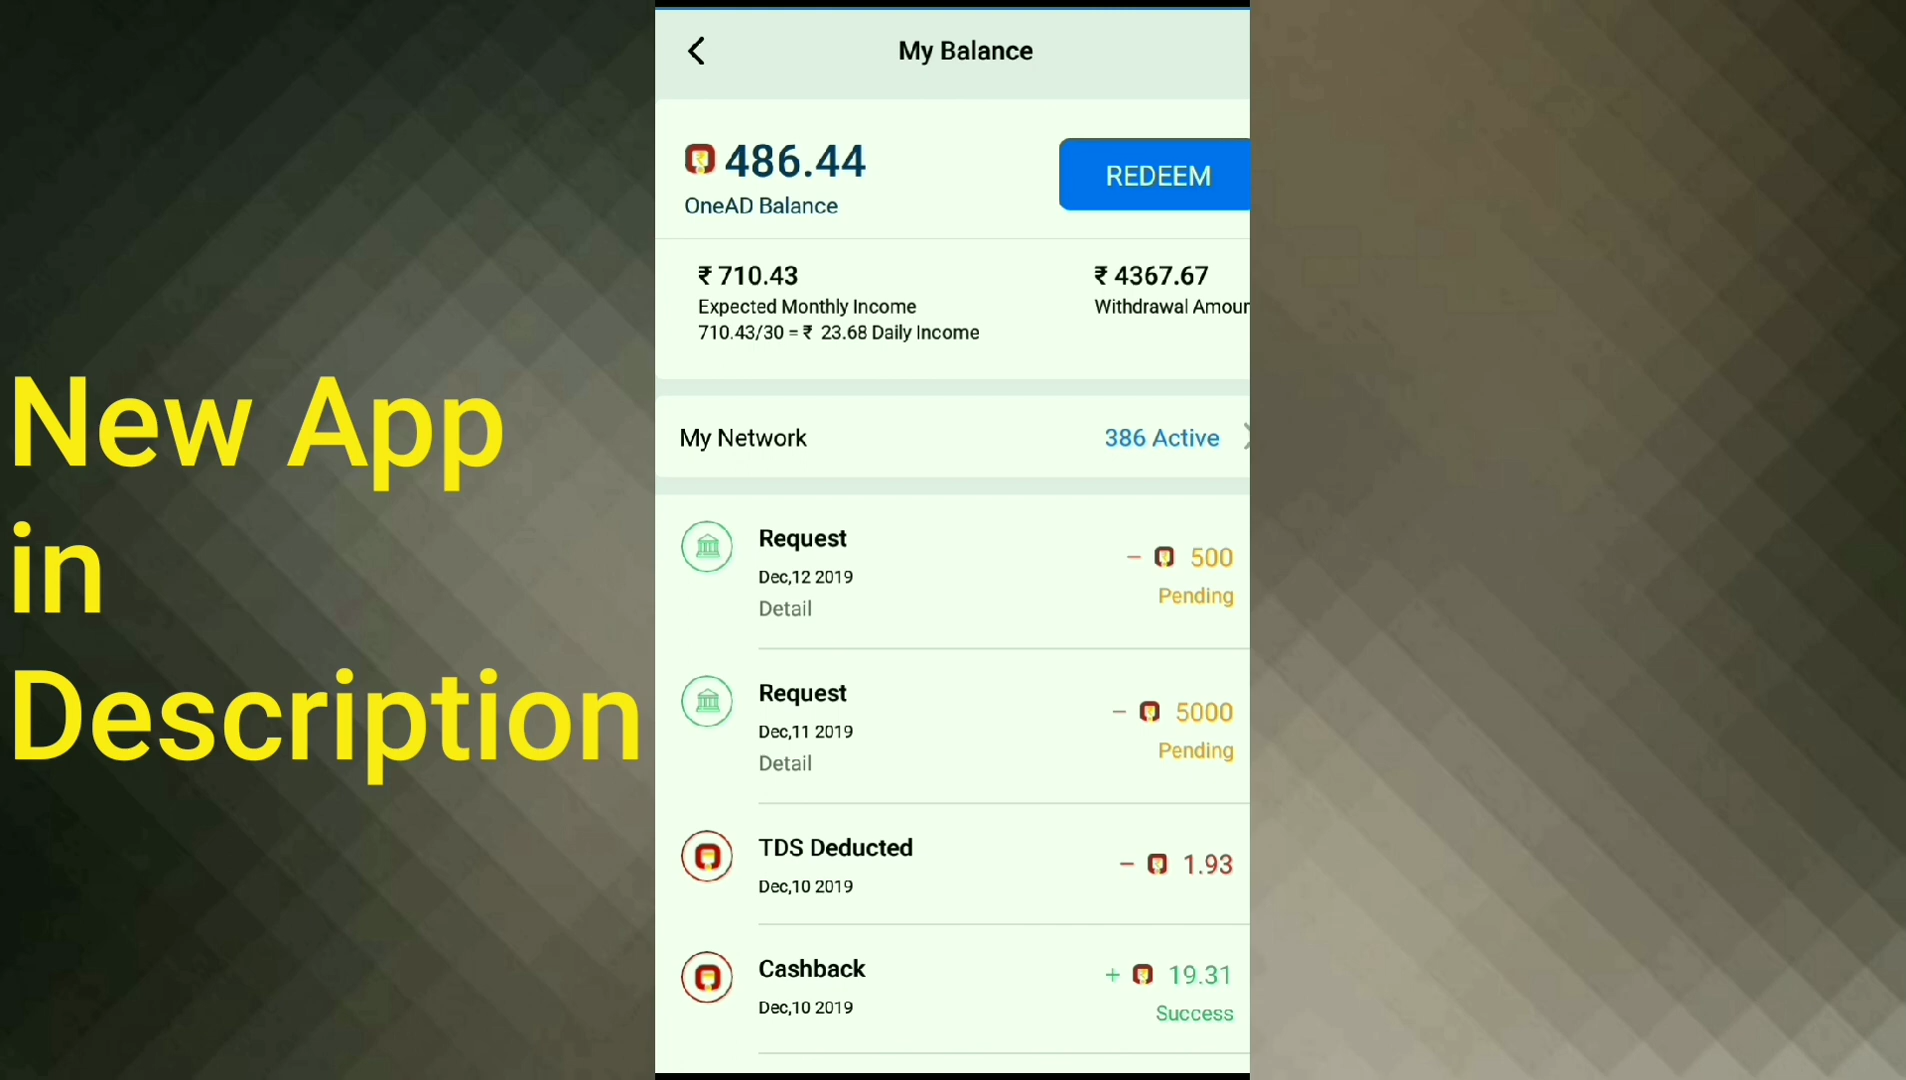 New App
in
Description
My Balance
486.44
REDEEM
OneAD Balance
₹ 710.43
₹ 4367.67
Expected Monthly Income
Withdrawal Amoun
710.43/30 = ₹ 23.68 Daily Income
My Network
386 Active
Request
Dec,12 2019
Detail
− 500
Pending
Request
Dec,11 2019
Detail
− 5000
Pending
TDS Deducted
Dec,10 2019
− 1.93
Cashback
Dec,10 2019
+ 19.31
Success